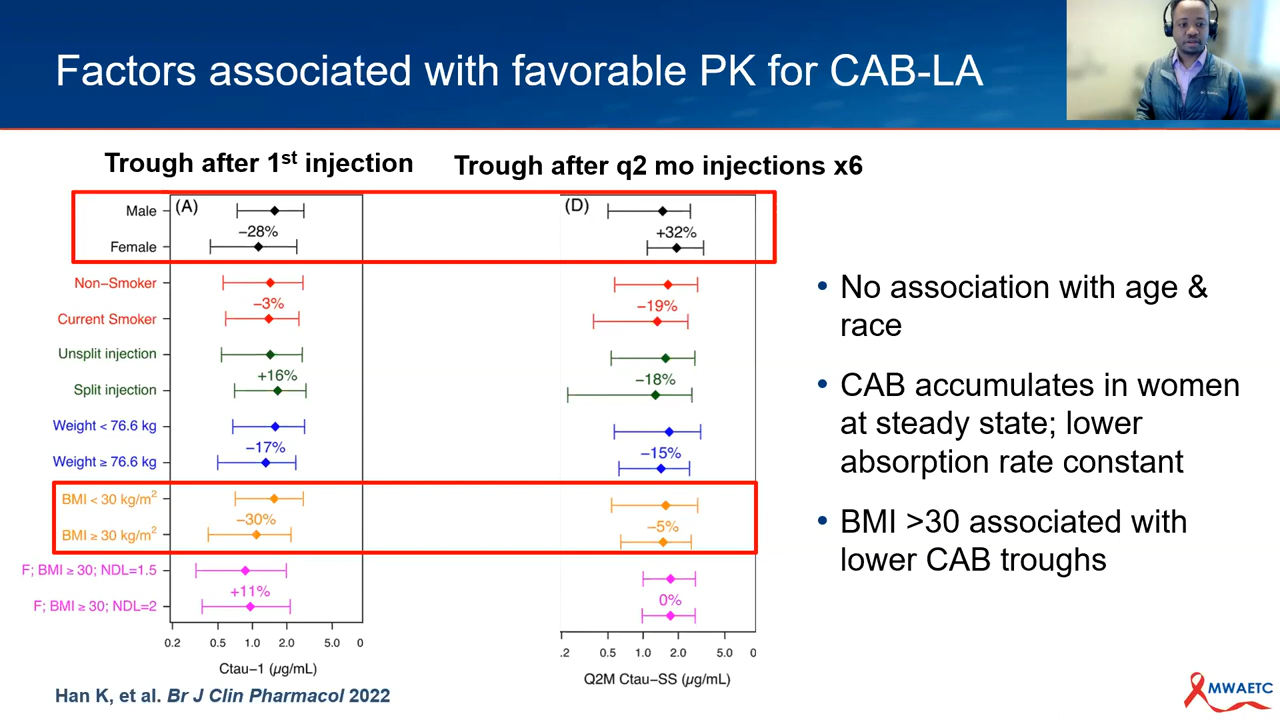 Factors associated with favorable PK for CAB-LA
Trough after 1st injection
Trough after q2 mo injections x6
(A)
Male
−28%
Female
Non−Smoker
−3%
Current Smoker
Unsplit injection
+16%
Split injection
Weight < 76.6 kg
−17%
Weight ≥ 76.6 kg
BMI < 30 kg/m²
−30%
BMI ≥ 30 kg/m²
F; BMI ≥ 30; NDL=1.5
+11%
F; BMI ≥ 30; NDL=2
0.2 0.5 1.0 2.0 5.0 0
Ctau−1 (µg/mL)
(D)
+32%
−19%
−18%
−15%
−5%
0%
.2 0.5 1.0 2.0 5.0 0
Q2M Ctau−SS (µg/mL)
• No association with age &
race
• CAB accumulates in women
at steady state; lower
absorption rate constant
• BMI >30 associated with
lower CAB troughs
Han K, et al. Br J Clin Pharmacol 2022
MWAETC